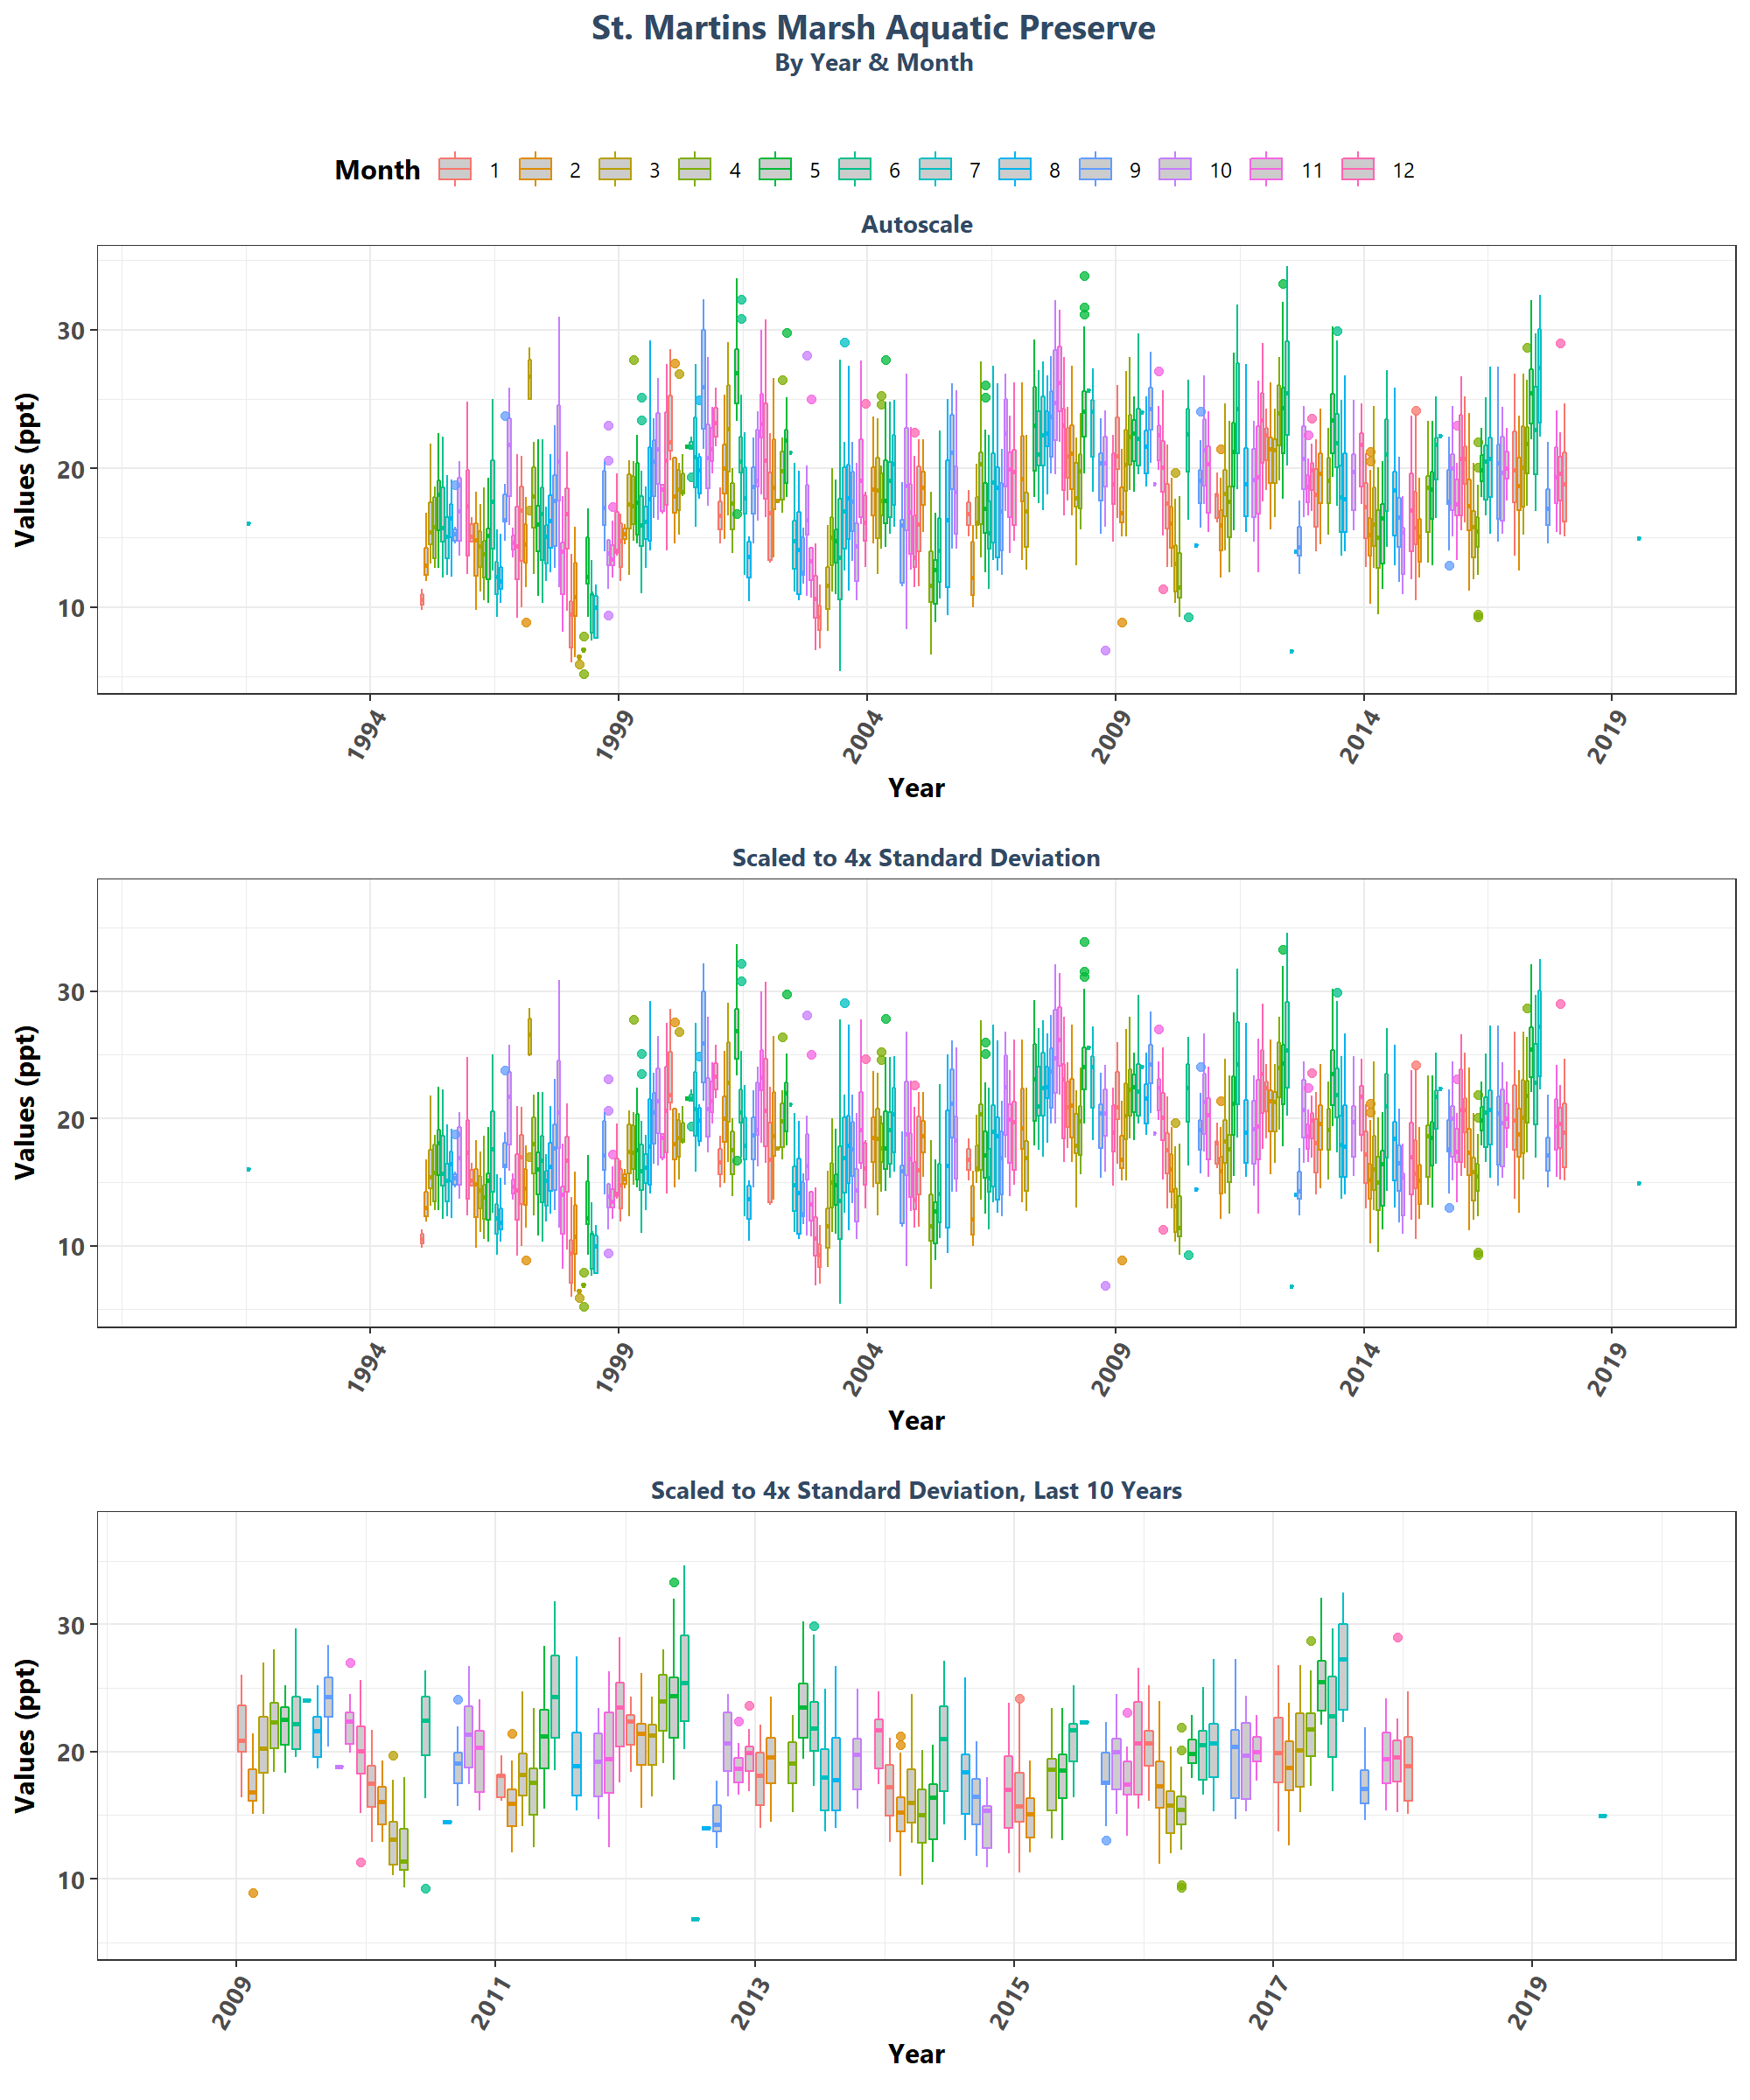 St. Martins Marsh Aquatic Preserve
By Year & Month
Month 1 2 3 4 5 6 7 8 9 10 11 12
Autoscale
Values (ppt)
30
20
10
1994 1999 2004 2009 2014 2019
Year
Scaled to 4x Standard Deviation
Values (ppt)
30
20
10
1994 1999 2004 2009 2014 2019
Year
Scaled to 4x Standard Deviation, Last 10 Years
Values (ppt)
30
20
10
2009 2011 2013 2015 2017 2019
Year